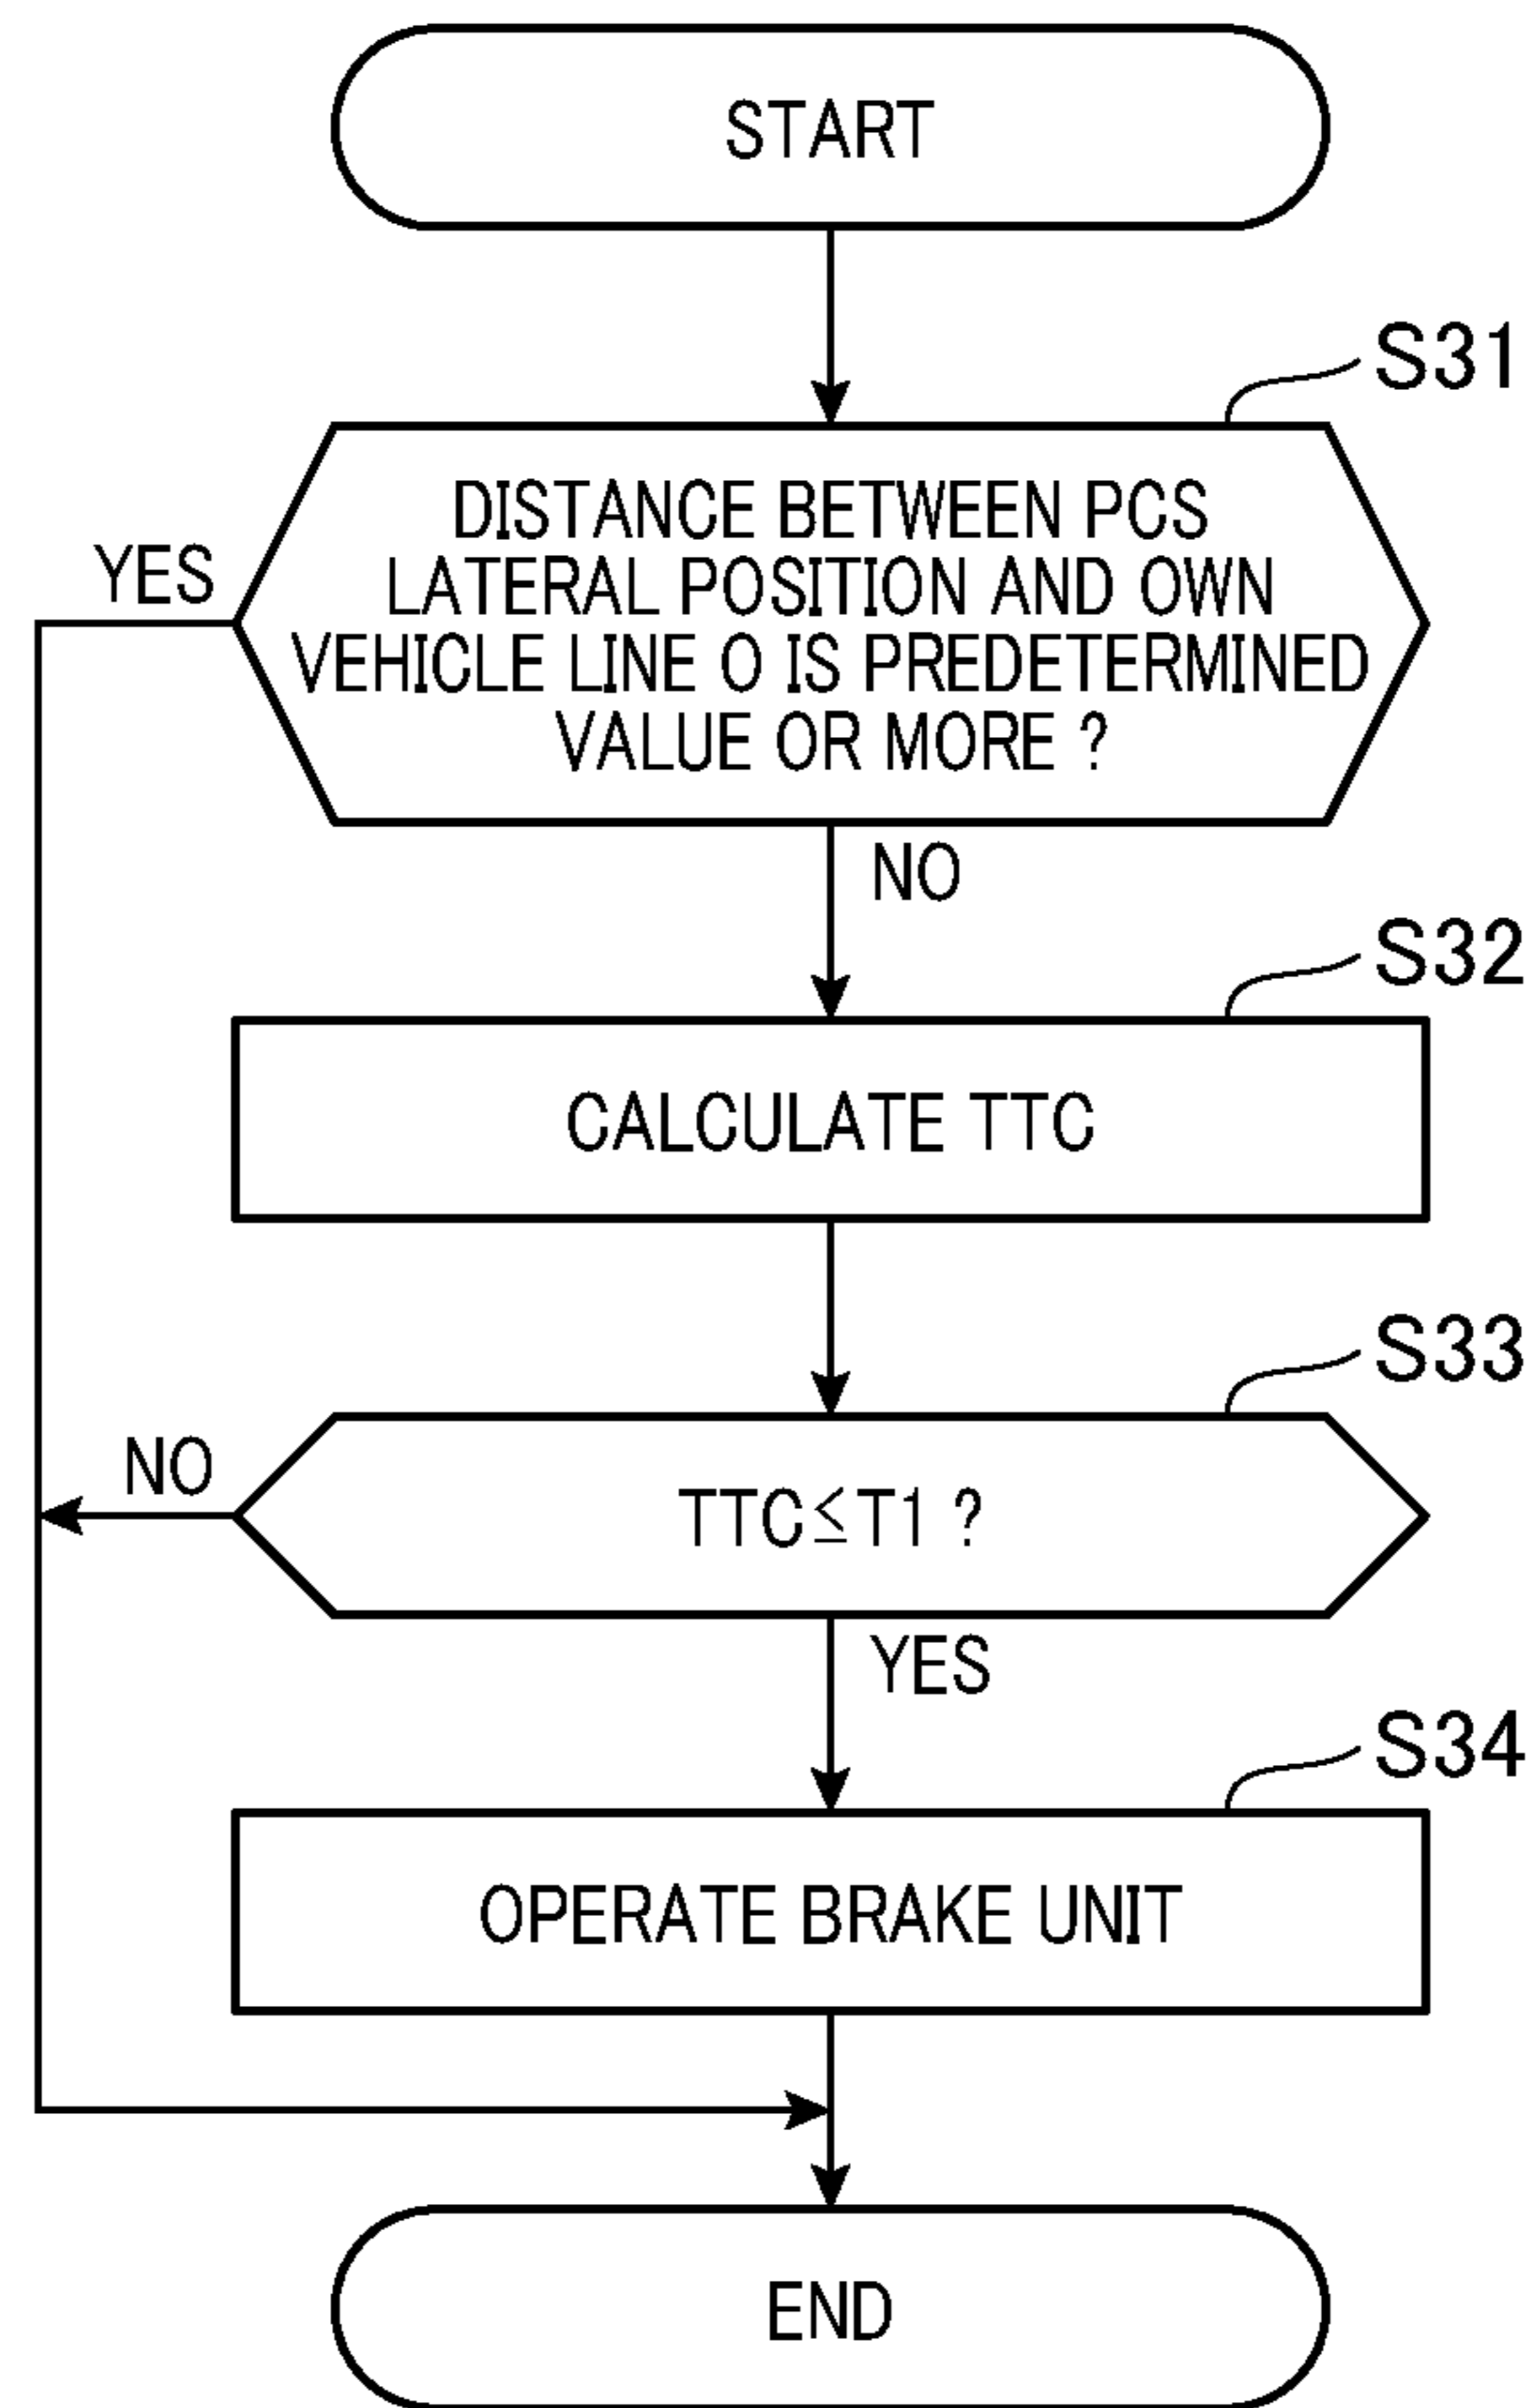 START
S31
DISTANCE BETWEEN PCS
LATERAL POSITION AND OWN
VEHICLE LINE O IS PREDETERMINED
VALUE OR MORE ?
YES
NO
S32
CALCULATE TTC
S33
TTC≤T1 ?
NO
YES
S34
OPERATE BRAKE UNIT
END